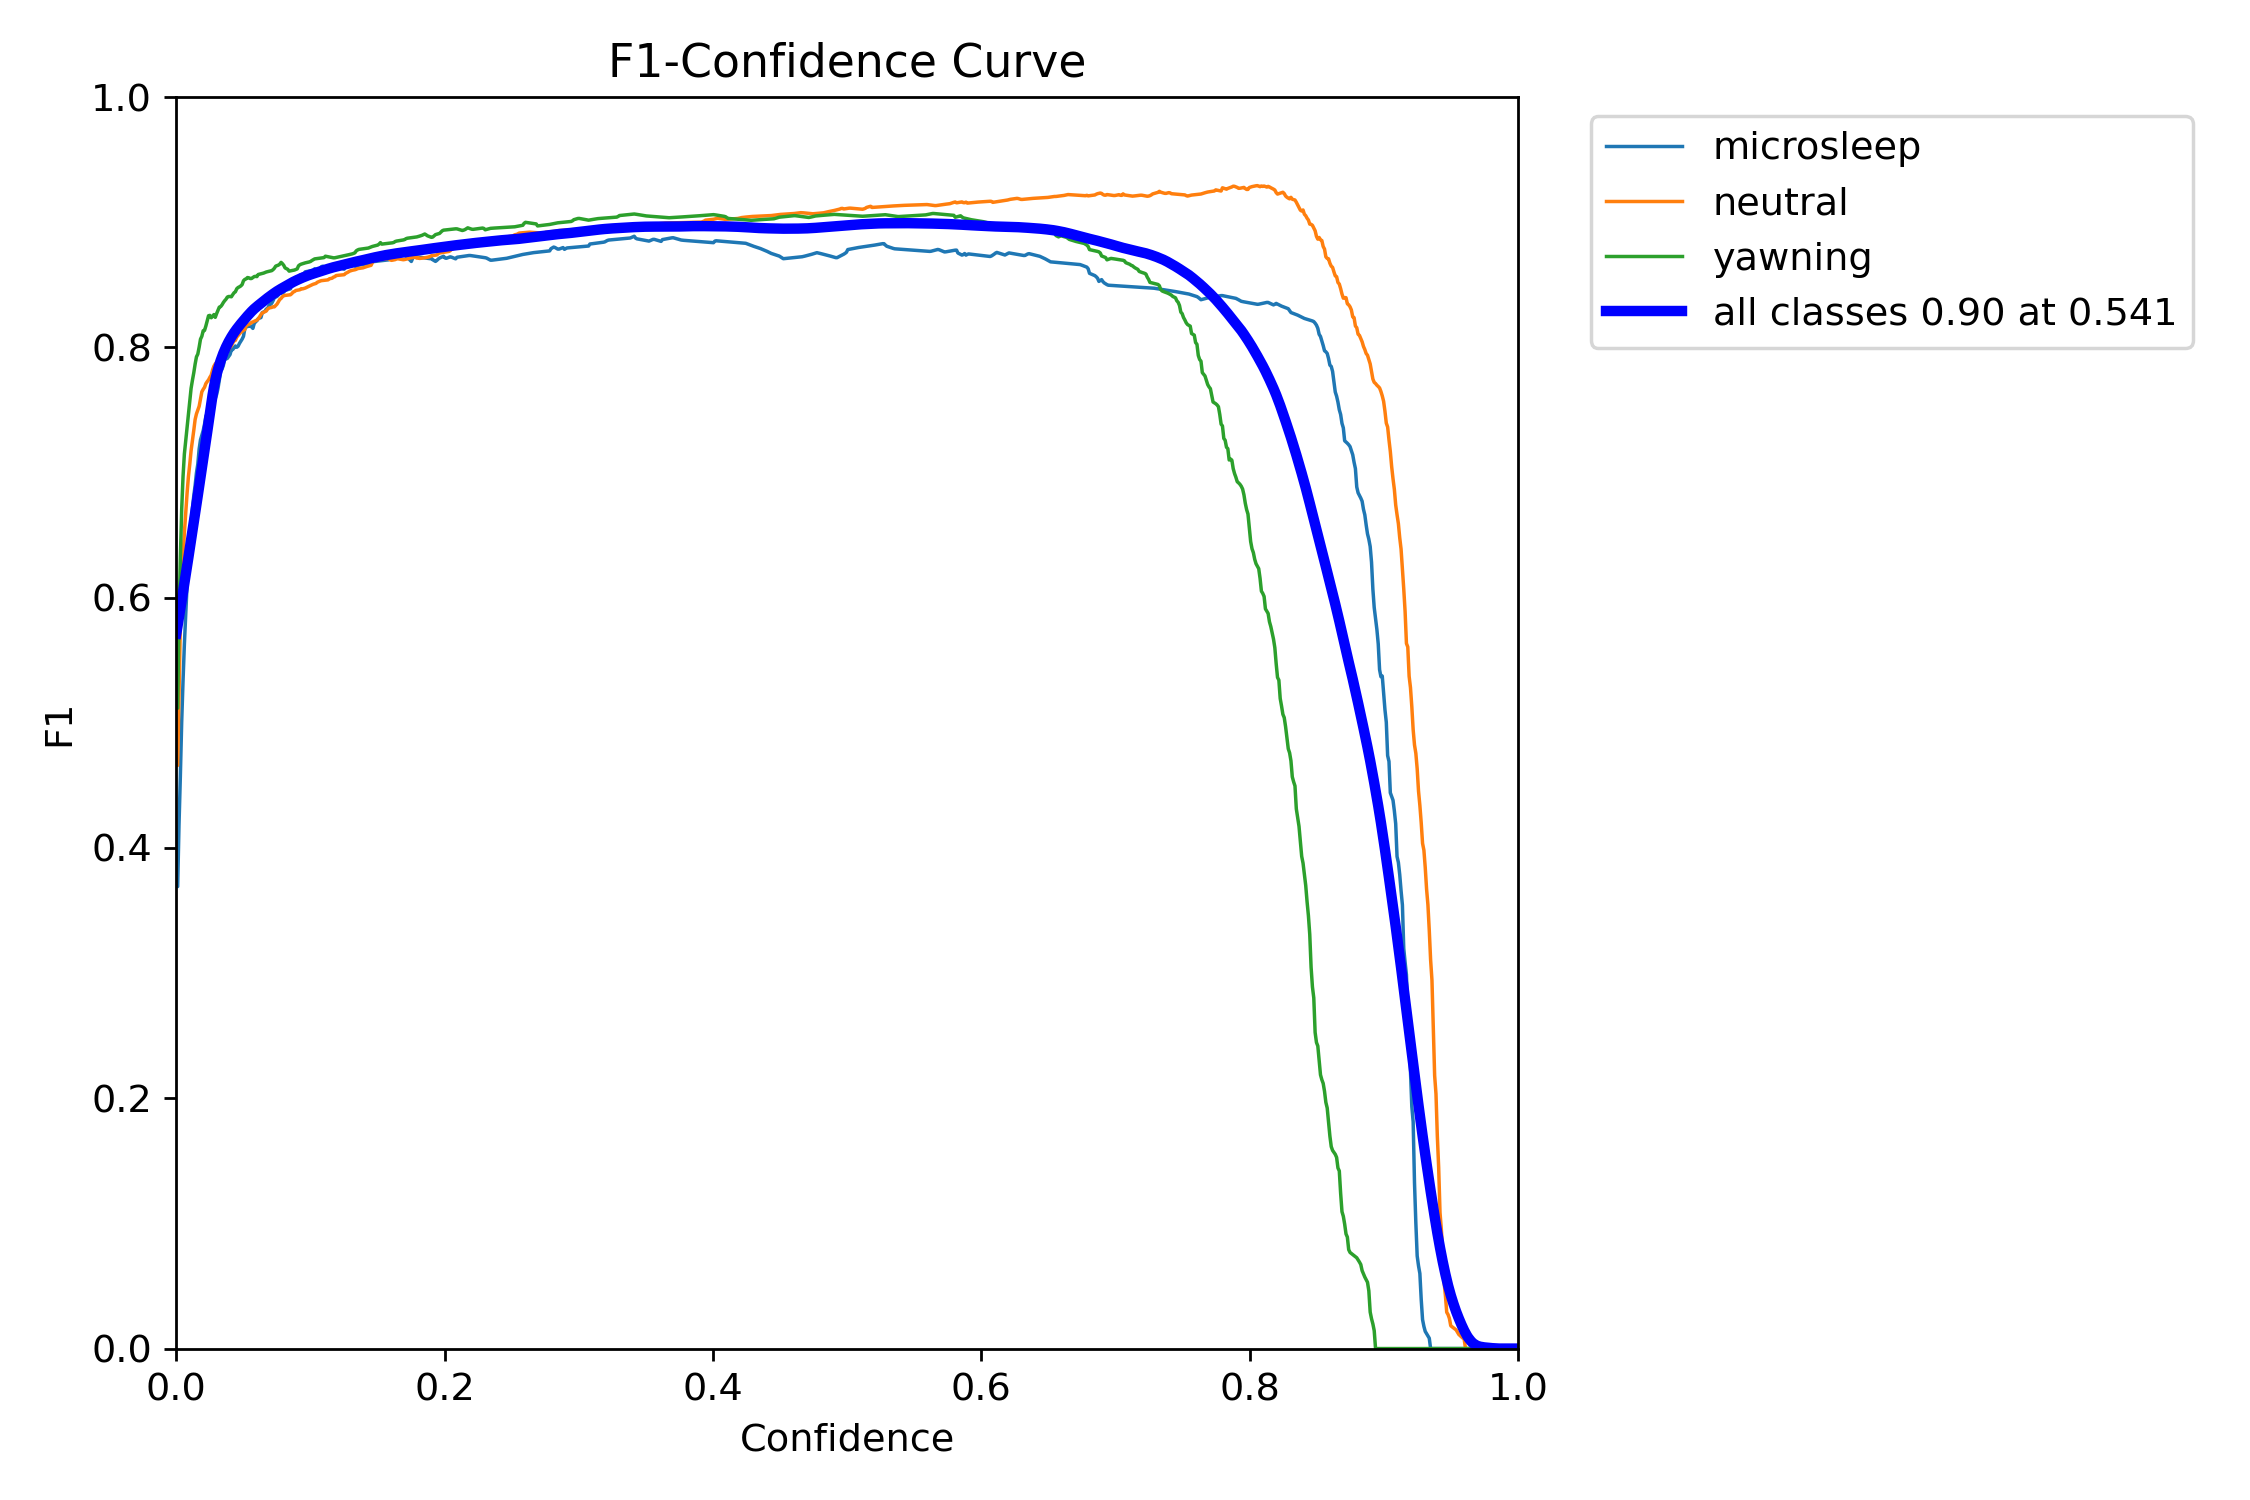 F1-Confidence Curve
1.0
0.8
0.6
0.4
0.2
0.0
F1
0.0 0.2 0.4 0.6 0.8 1.0
Confidence
microsleep
neutral
yawning
all classes 0.90 at 0.541